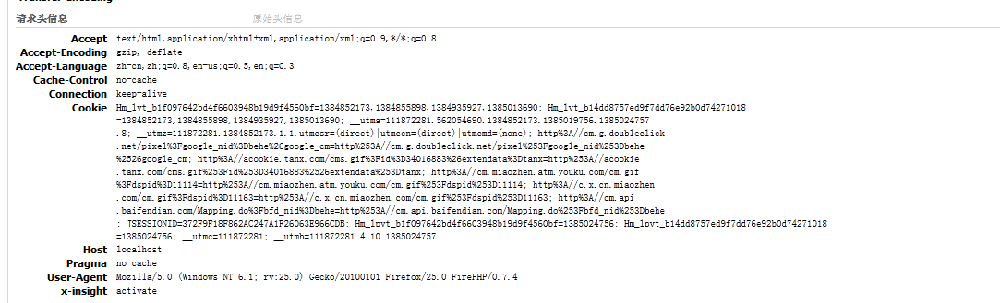 请求头信息 原始头信息
Accept text/html,application/xhtml+xml,application/xml;q=0.9,*/*;q=0.8
Accept-Encoding gzip, deflate
Accept-Language zh-cn,zh;q=0.8,en-us;q=0.5,en;q=0.3
Cache-Control no-cache
Connection keep-alive
Cookie Hm_lvt_b1f097642bd4f6603948b19d9f4560bf=1384852173,1384855898,1384935927,1385013690; Hm_lvt_b14dd8757ed9f7dd76e92b0d74271018
=1384852173,1384855898,1384935927,1385013690; __utma=111872281.562054690.1384852173.1385019756.1385024757
.8; __utmz=111872281.1384852173.1.1.utmcsr=(direct)|utmccn=(direct)|utmcmd=(none); http%3A//cm.g.doubleclick
.net/pixel%3Fgoogle_nid%3Dbehe%26google_cm=http%253A//cm.g.doubleclick.net/pixel%253Fgoogle_nid%253Dbehe
%2526google_cm; http%3A//acookie.tanx.com/cms.gif%3Fid%3D34016883%26extendata%3Dtanx=http%253A//acookie
.tanx.com/cms.gif%253Fid%253D34016883%2526extendata%253Dtanx; http%3A//cm.miaozhen.atm.youku.com/cm.gif
%3Fdspid%3D11114=http%253A//cm.miaozhen.atm.youku.com/cm.gif%253Fdspid%253D11114; http%3A//c.x.cn.miaozhen
.com/cm.gif%3Fdspid%3D11163=http%253A//c.x.cn.miaozhen.com/cm.gif%253Fdspid%253D11163; http%3A//cm.api
.baifendian.com/Mapping.do%3Fbfd_nid%3Dbehe=http%253A//cm.api.baifendian.com/Mapping.do%253Fbfd_nid%253Dbehe
; JSESSIONID=372F9F18F862AC247A1F26063E966CDB; Hm_lpvt_b1f097642bd4f6603948b19d9f4560bf=1385024756; Hm_lpvt_b14dd8757ed9f7dd76e92b0d74271018
=1385024756; __utmc=111872281; __utmb=111872281.4.10.1385024757
Host localhost
Pragma no-cache
User-Agent Mozilla/5.0 (Windows NT 6.1; rv:25.0) Gecko/20100101 Firefox/25.0 FirePHP/0.7.4
x-insight activate